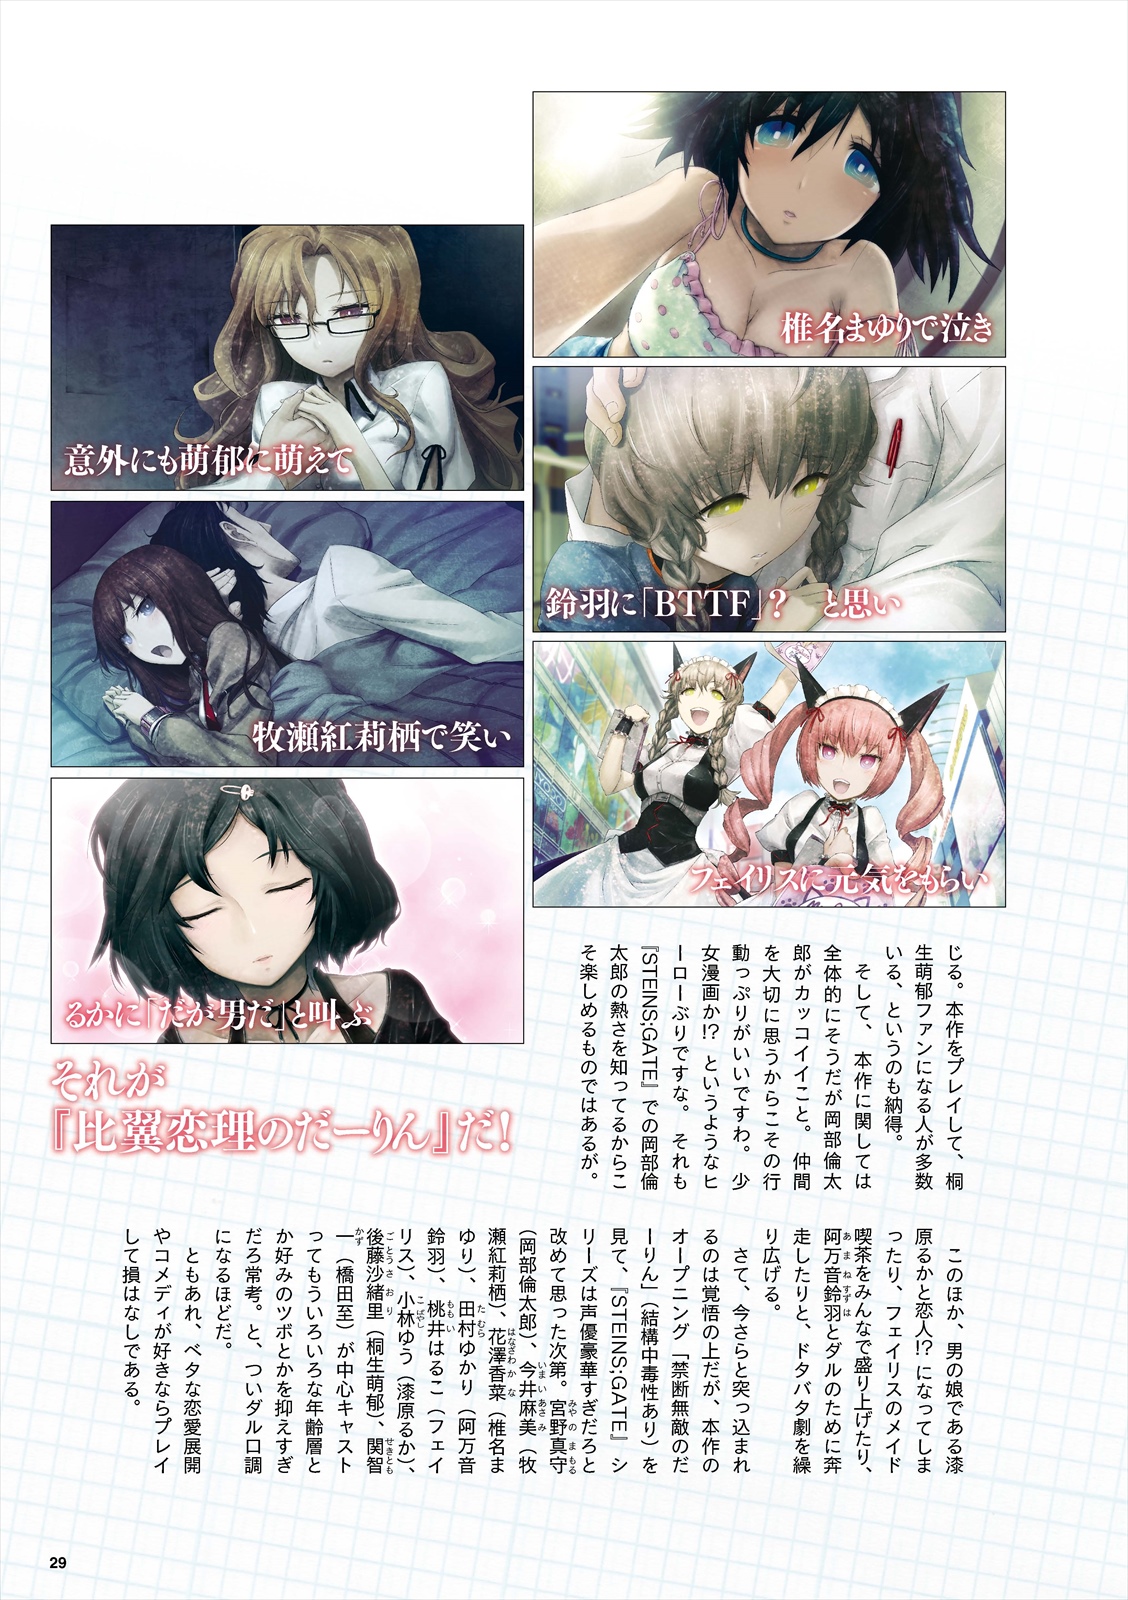 椎名まゆりで泣き
鈴羽に「BTTF」？　と思い
フェイリスに元気をもらい
意外にも萌郁に萌えて
牧瀬紅莉栖で笑い
るかに「だが男だ」と叫ぶ
それが
『比翼恋理のだーりん』だ！
じる。本作をプレイして、桐
生萌郁ファンになる人が多数
いる、というのも納得。
　そして、本作に関しては
全体的にそうだが岡部倫太
郎がカッコイイこと。仲間
を大切に思うからこその行
動っぷりがいいですわ。少
女漫画か!?　というようなヒ
ーローぶりですな。それも
『STEINS;GATE』での岡部倫
太郎の熱さを知ってるからこ
そ楽しめるものではあるが。
　このほか、男の娘である漆
原るかと恋人!?　になってしま
ったり、フェイリスのメイド
喫茶をみんなで盛り上げたり、
阿万音鈴羽とダルのために奔
走したりと、ドタバタ劇を繰
り広げる。
　さて、今さらと突っ込まれ
るのは覚悟の上だが、本作の
オープニング「禁断無敵のだ
ーりん」（結構中毒性あり）を
見て、『STEINS;GATE』シ
リーズは声優豪華すぎだろと
改めて思った次第。宮野真守
（岡部倫太郎）、今井麻美（牧
瀬紅莉栖）、花澤香菜（椎名ま
ゆり）、田村ゆかり（阿万音
鈴羽）、桃井はるこ（フェイ
リス）、小林ゆう（漆原るか）、
後藤沙緒里（桐生萌郁）、関智
一（橋田至）が中心キャスト
ってもういろいろな年齢層と
か好みのツボとかを抑えすぎ
だろ常考。と、ついダル口調
になるほどだ。
　ともあれ、ベタな恋愛展開
やコメディが好きならプレイ
して損はなしである。
29